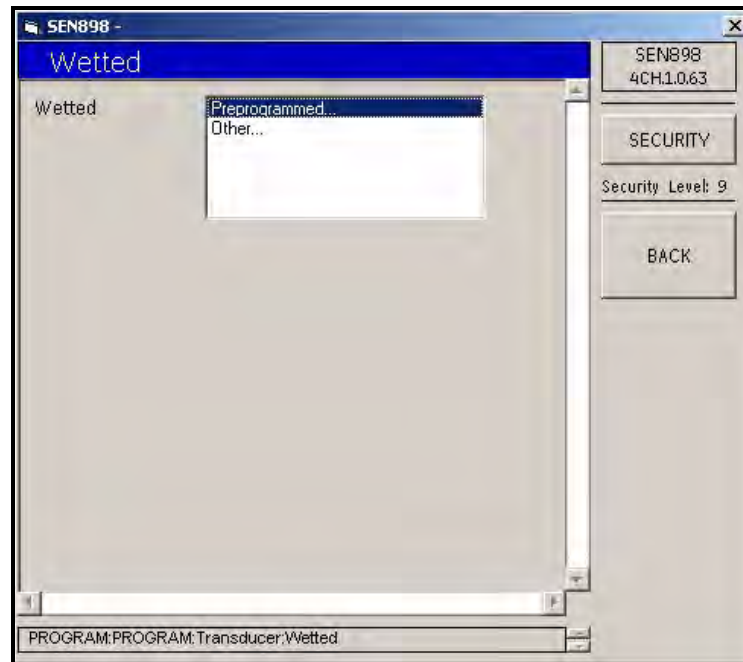 SEN898 -
Wetted
Wetted
Preprogrammed...
Other...
SEN898
4CH.1.0.63
SECURITY
Security Level: 9
BACK
PROGRAM:PROGRAM:Transducer:Wetted